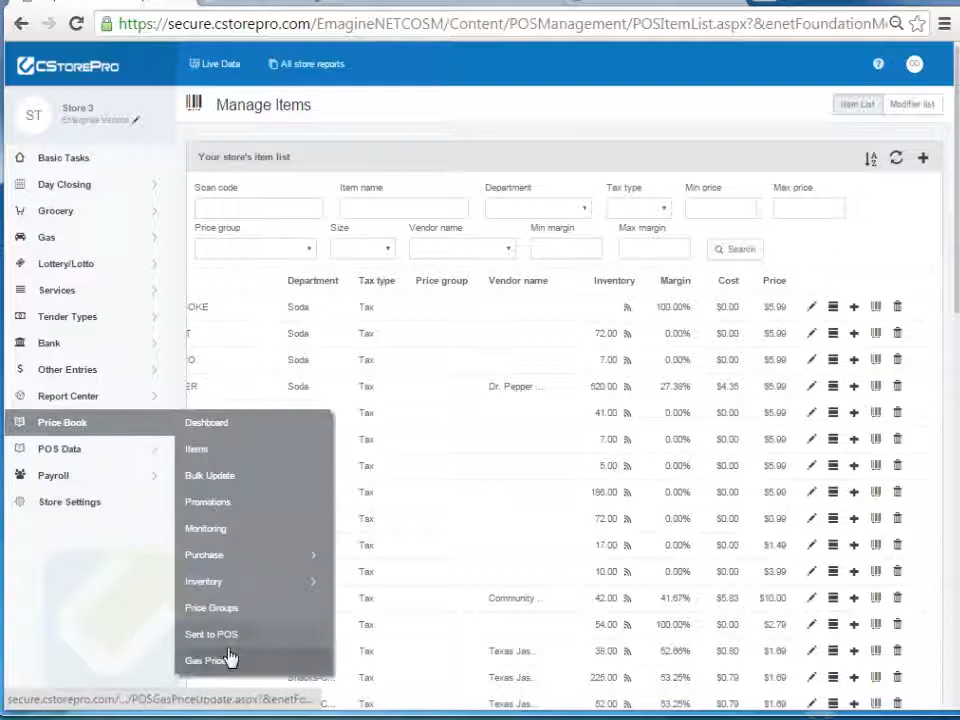 https://secure.cstorepro.com/EmagineNETCOSM/Content/POSManagement/POSItemList.aspx?&enetFoundationM
CSTOREPRO
Live Data
All store reports
ST
Store 3
Enterprise Version
Manage Items
Item List
Modifier list
Your store's item list
Basic Tasks
Day Closing
Grocery
Gas
Lottery/Lotto
Services
Tender Types
Bank
Other Entries
Report Center
Price Book
POS Data
Payroll
Store Settings
Dashboard
Items
Bulk Update
Promotions
Monitoring
Purchase
Inventory
Price Groups
Sent to POS
Gas Pric
Scan code Item name Department Tax type Min price Max price
Price group Size Vendor name Min margin Max margin
Search
Department Tax type Price group Vendor name Inventory Margin Cost Price
OKE Soda Tax 100.00% $0.00 $5.99
T Soda Tax 72.00 0.00% $0.00 $5.99
O Soda Tax 7.00 0.00% $0.00 $5.99
ER Soda Tax Dr. Pepper ... 620.00 27.38% $4.35 $5.99
Tax 41.00 0.00% $0.00 $5.99
Tax 7.00 0.00% $0.00 $5.99
Tax 5.00 0.00% $0.00 $5.99
Tax 186.00 0.00% $0.00 $5.99
Tax 72.00 0.00% $0.00 $0.99
Tax 17.00 0.00% $0.00 $1.49
Tax 10.00 0.00% $0.00 $3.99
Tax Community .. 42.00 41.67% $5.83 $10.00
Tax 54.00 100.00% $0.00 $2.79
Tax Texas Jas... 38.00 52.66% $0.80 $1.69
Tax Texas Jas... 225.00 53.25% $0.79 $1.69
C... Tax Texas Jas... 52.00 53.25% $0.79 $1.69
secure.cstorepro.com/.../POSGasPriceUpdate.aspx?&enetFo...